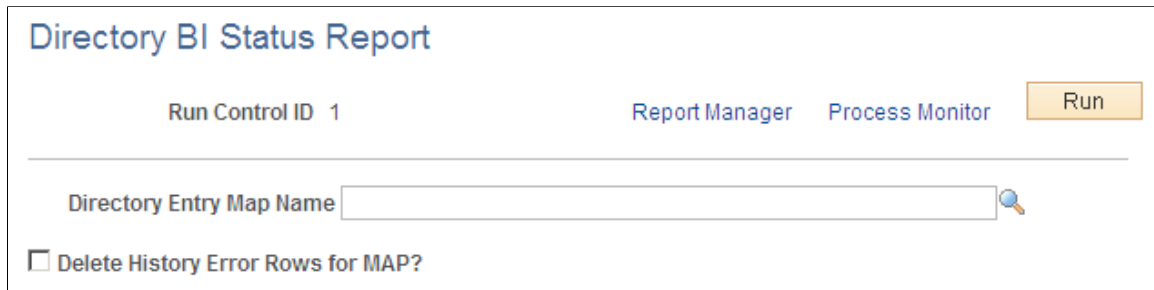 Directory BI Status Report
Run Control ID 1 Report Manager Process Monitor Run
Directory Entry Map Name
Delete History Error Rows for MAP?